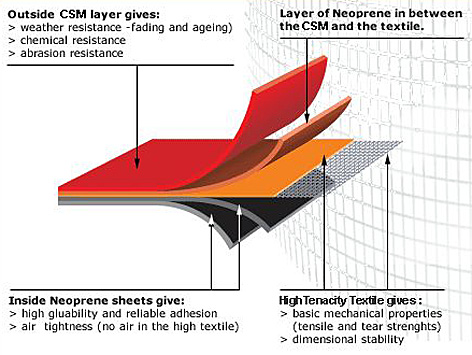 Outside CSM layer gives:
> weather resistance -fading and ageing)
> chemical resistance
> abrasion resistance
Layer of Neoprene in between
the CSM and the textile.
Inside Neoprene sheets give:
> high gluability and reliable adhesion
> air tightness (no air in the high textile)
High Tenacity Textile gives:
> basic mechanical properties
(tensile and tear strenghts)
> dimensional stability